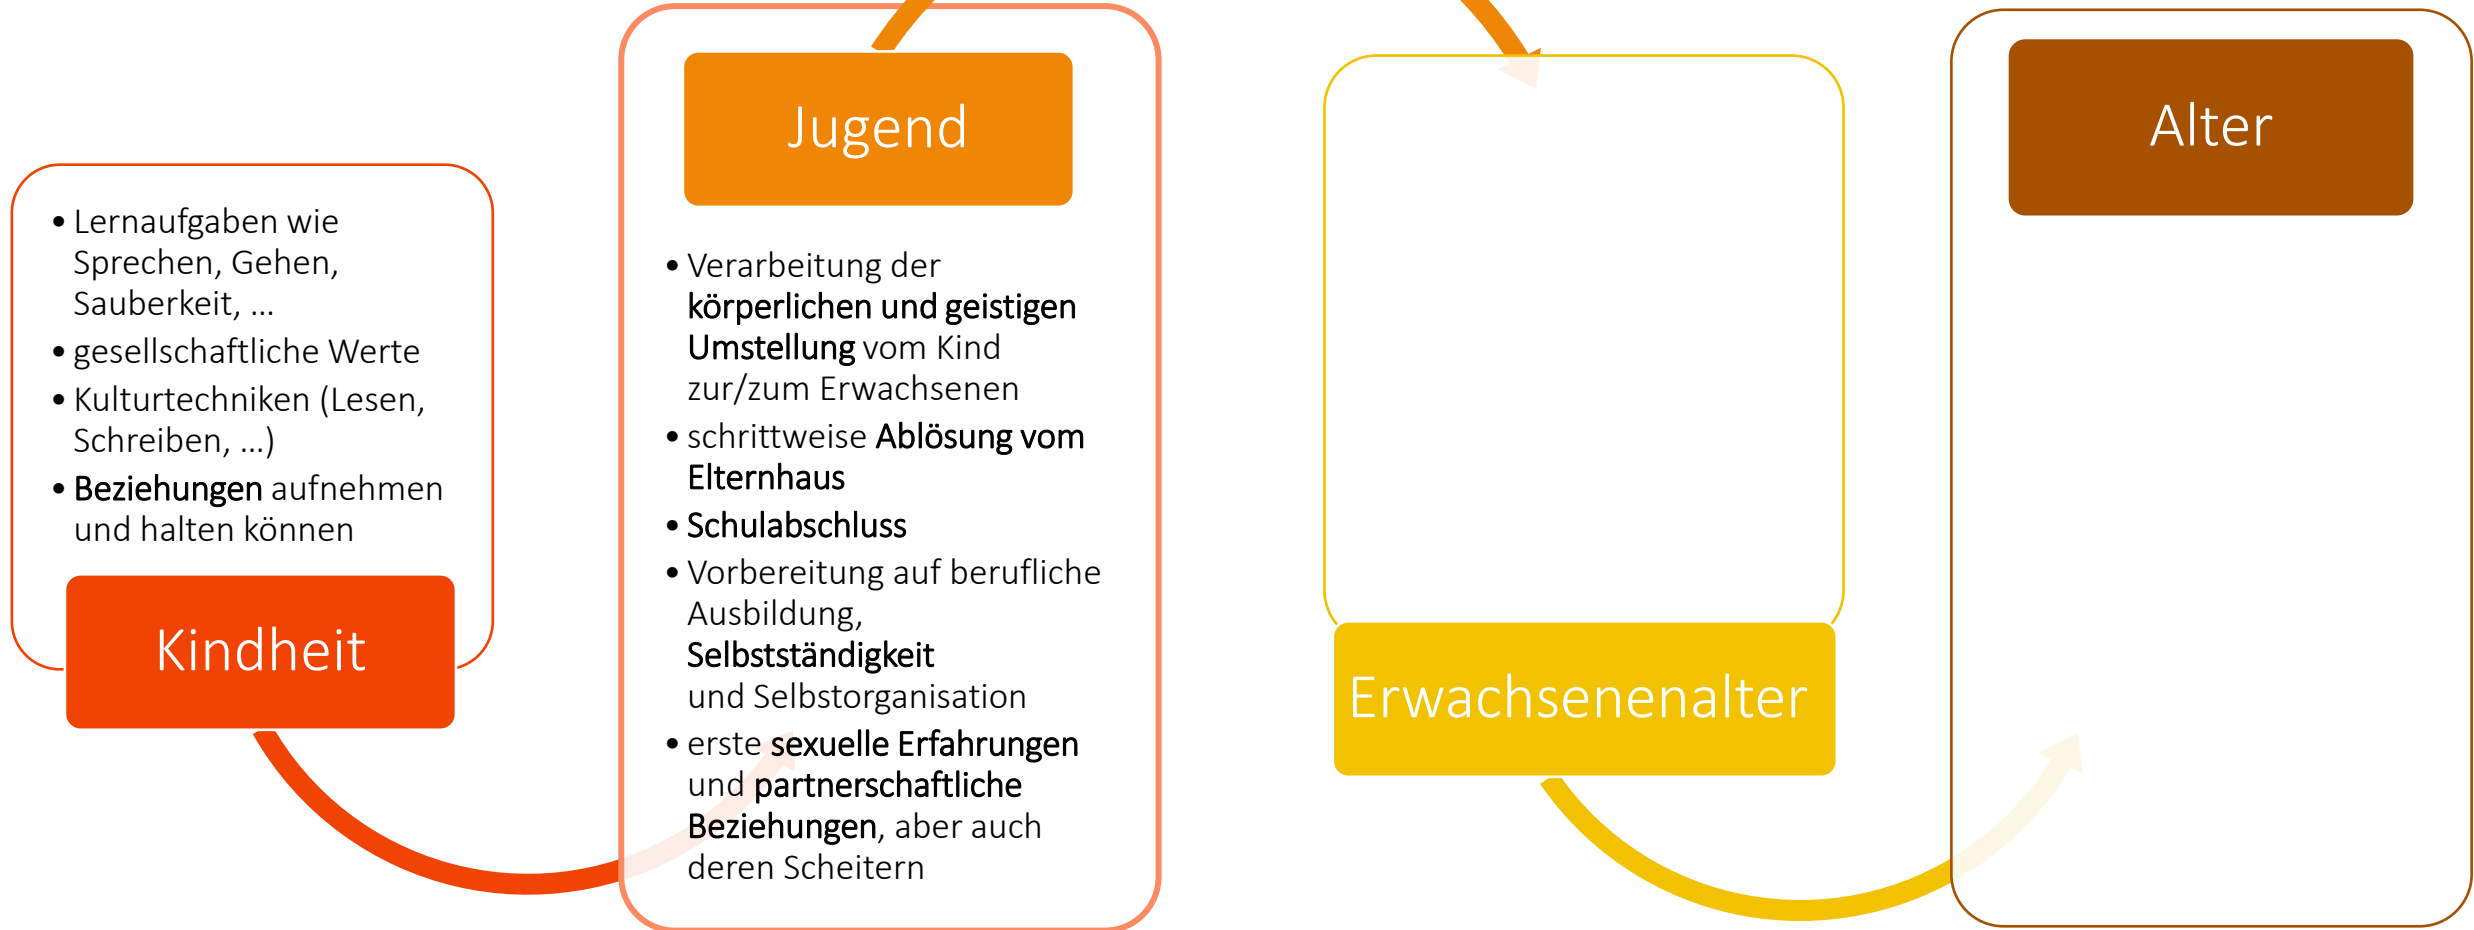 • Lernaufgaben wie
Sprechen, Gehen,
Sauberkeit, ...
• gesellschaftliche Werte
• Kulturtechniken (Lesen,
Schreiben, ...)
• Beziehungen aufnehmen
und halten können
Kindheit
Jugend
• Verarbeitung der
körperlichen und geistigen
Umstellung vom Kind
zur/zum Erwachsenen
• schrittweise Ablösung vom
Elternhaus
• Schulabschluss
• Vorbereitung auf berufliche
Ausbildung,
Selbstständigkeit
und Selbstorganisation
• erste sexuelle Erfahrungen
und partnerschaftliche
Beziehungen, aber auch
deren Scheitern
Erwachsenenalter
Alter